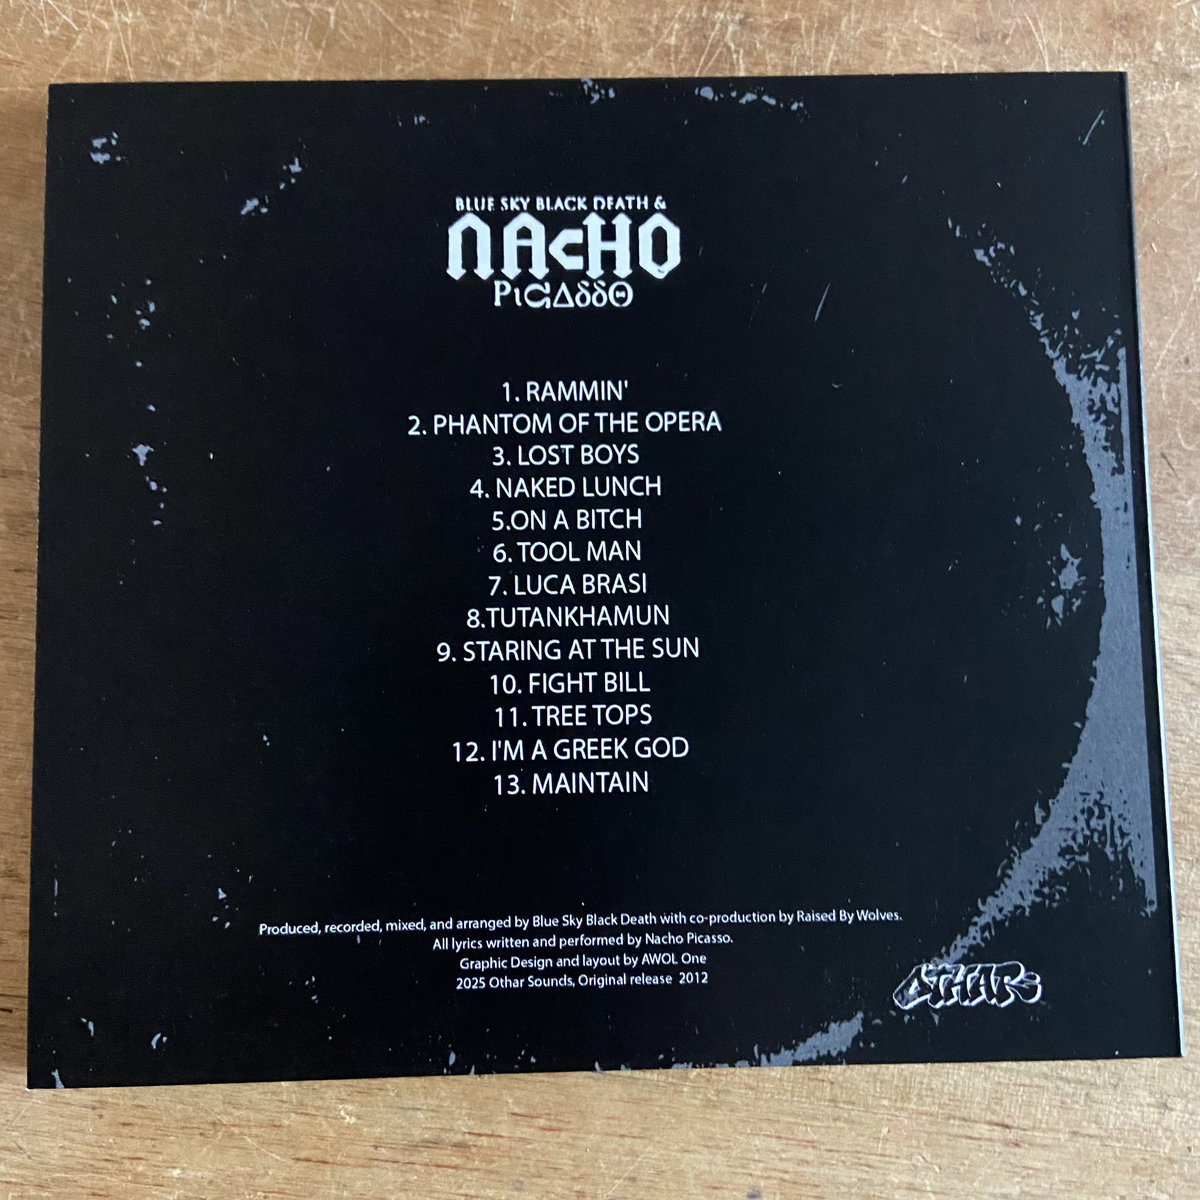 BLUE SKY BLACK DEATH &
NACHO
PICASSO
1. RAMMIN'
2. PHANTOM OF THE OPERA
3. LOST BOYS
4. NAKED LUNCH
5.ON A BITCH
6. TOOL MAN
7. LUCA BRASI
8.TUTANKHAMUN
9. STARING AT THE SUN
10. FIGHT BILL
11. TREE TOPS
12. I'M A GREEK GOD
13. MAINTAIN
Produced, recorded, mixed, and arranged by Blue Sky Black Death with co-production by Raised By Wolves.
All lyrics written and performed by Nacho Picasso.
Graphic Design and layout by AWOL One
2025 Othar Sounds, Original release 2012
OTHAR